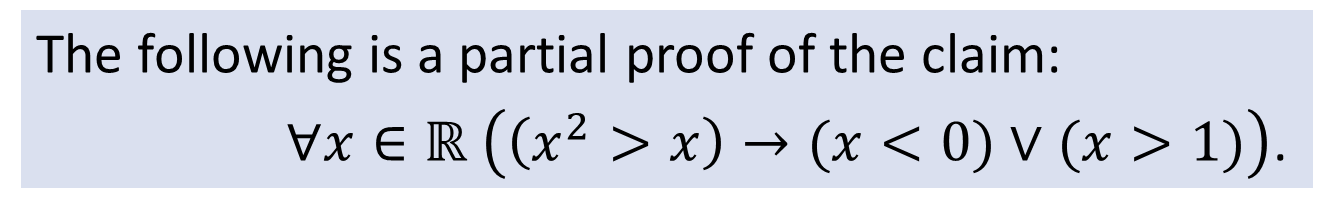 The following is a partial proof of the claim:
∀x ∈ ℝ ((x² > x) → (x < 0) ∨ (x > 1)).